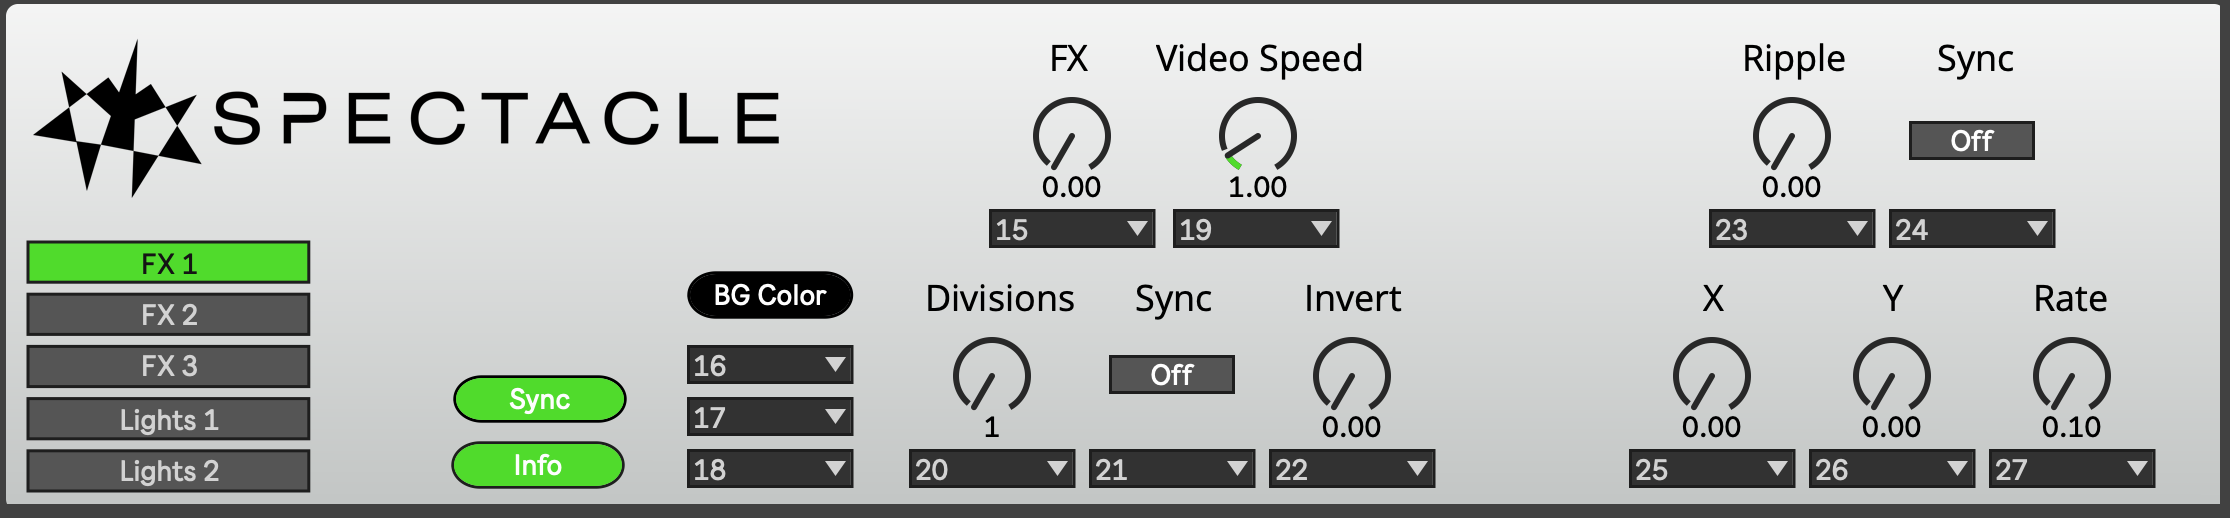 SPECTACLE
FX 1
FX 2
FX 3
Lights 1
Lights 2
Sync
Info
BG Color
16
17
18
FX Video Speed
0.00 1.00
15 19
Divisions Sync Invert
Off
1 0.00
20 21 22
Ripple Sync
Off
0.00
23 24
X Y Rate
0.00 0.00 0.10
25 26 27